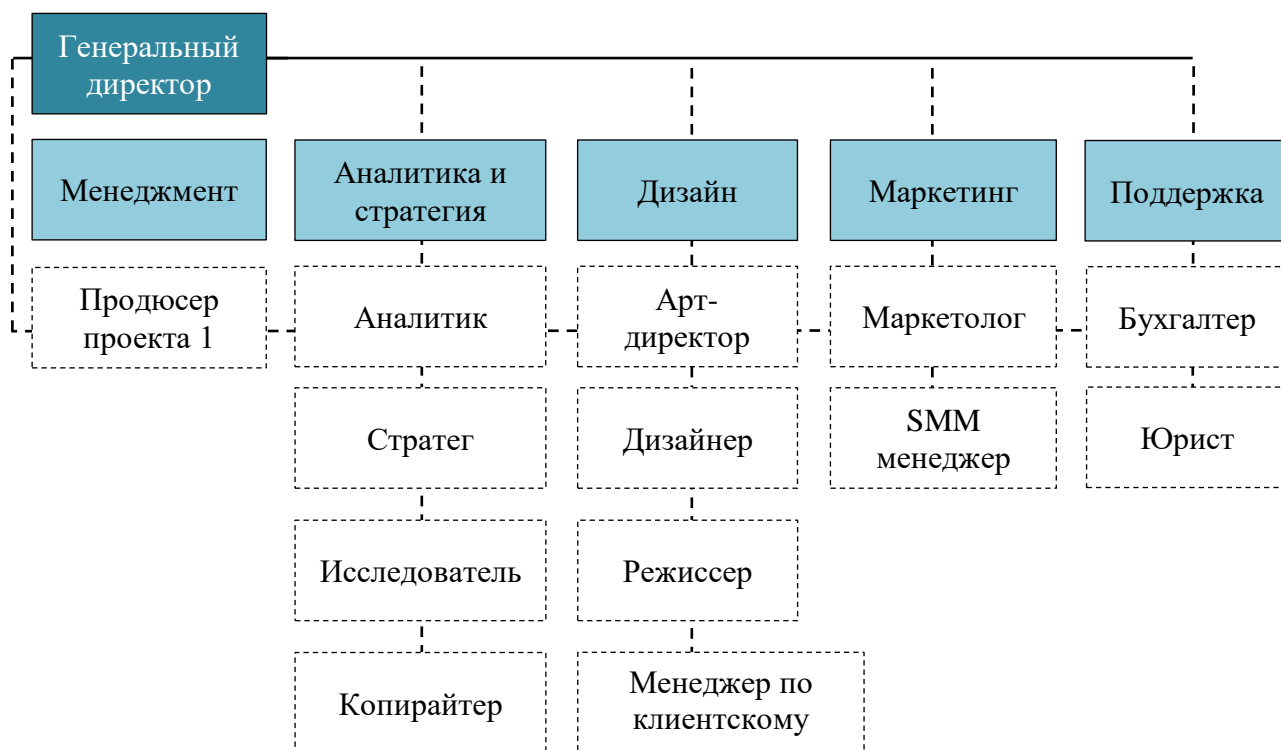 Генеральный
директор
Менеджмент
Аналитика и
стратегия
Дизайн
Маркетинг
Поддержка
Продюсер
проекта 1
Аналитик
Арт-
директор
Маркетолог
Бухгалтер
Стратег
Дизайнер
SMM
менеджер
Юрист
Исследователь
Режиссер
Копирайтер
Менеджер по
клиентскому